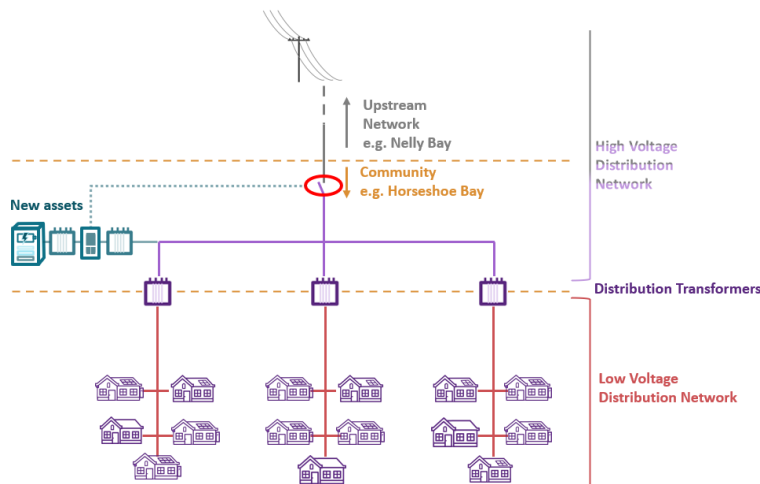 Upstream
Network
e.g. Nelly Bay
Community
e.g. Horseshoe Bay
High Voltage
Distribution
Network
New assets
Distribution Transformers
Low Voltage
Distribution Network